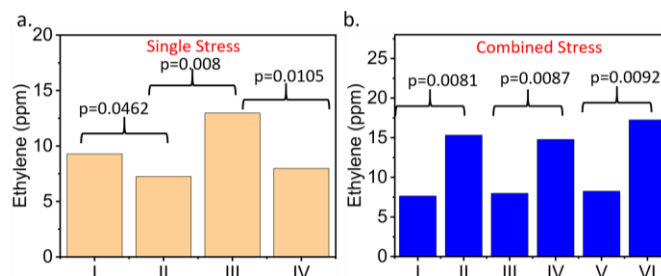 a.
Single Stress
p=0.0462
p=0.008
p=0.0105
Ethylene (ppm)
20
15
10
5
0
I II III IV
b.
Combined Stress
p=0.0081
p=0.0087
p=0.0092
Ethylene (ppm)
25
20
15
10
5
0
I II III IV V VI